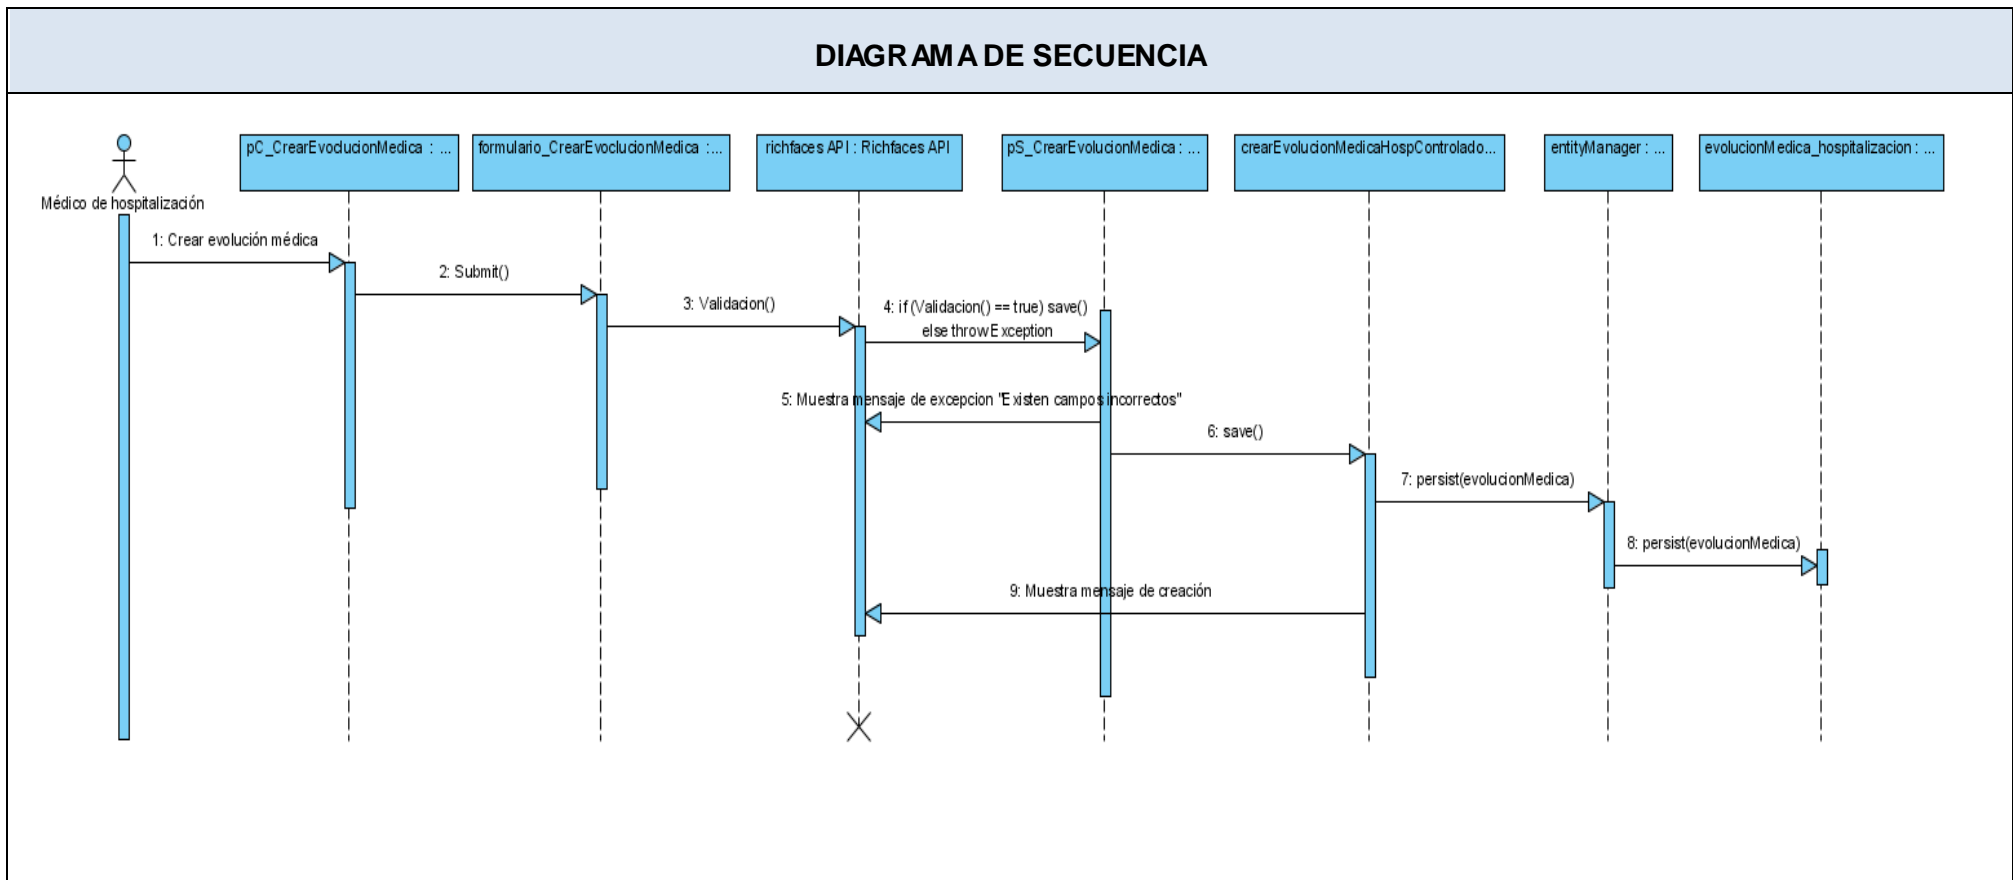 DIAGRAMA DE SECUENCIA
pC_CrearEvoclucionMedica : ...
formulario_CrearEvoclucionMedica :...
richfaces API : Richfaces API
pS_CrearEvolucionMedica : ...
crearEvolucionMedicaHospControlado...
entityManager : ...
evolucionMedica_hospitalizacion : ...
Médico de hospitalización
1: Crear evolución médica
2: Submit()
3: Validacion()
4: if (Validacion() == true) save()
else throw Exception
5: Muestra mensaje de excepcion "Existen campos incorrectos"
6: save()
7: persist(evolucionMedica)
8: persist(evolucionMedica)
9: Muestra mensaje de creación